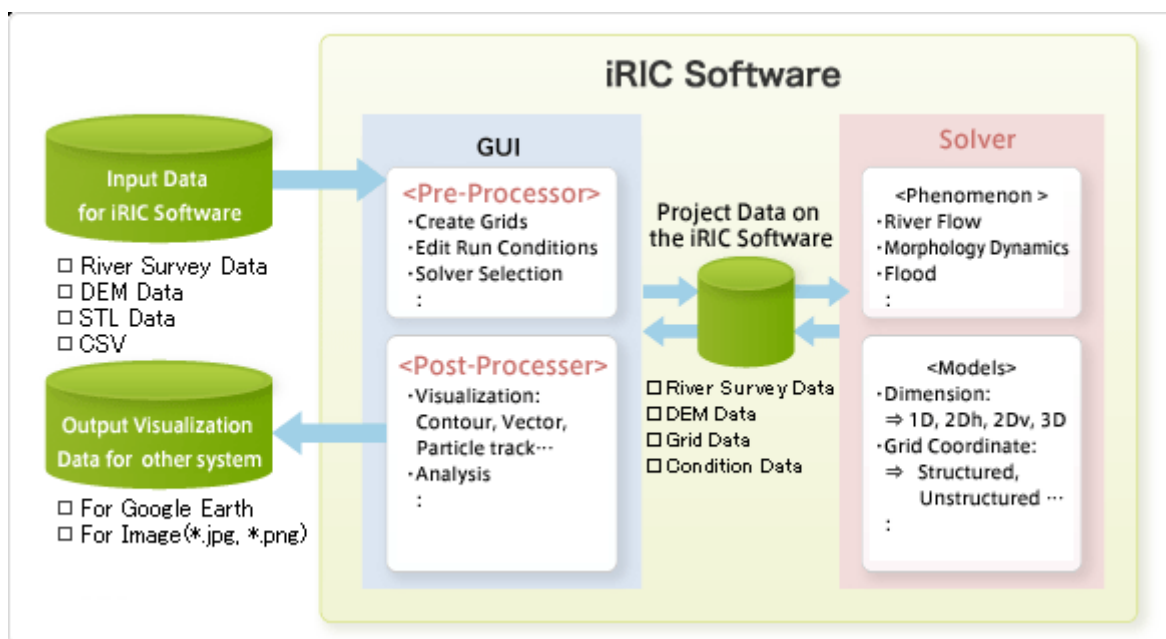 iRIC Software
Input Data
for iRIC Software
□ River Survey Data
□ DEM Data
□ STL Data
□ CSV
Output Visualization
Data for other system
□ For Google Earth
□ For Image(*.jpg, *.png)
GUI
<Pre-Processor>
・Create Grids
・Edit Run Conditions
・Solver Selection
:
<Post-Processer>
・Visualization:
Contour, Vector,
Particle track…
・Analysis
:
Project Data on
the iRIC Software
□ River Survey Data
□ DEM Data
□ Grid Data
□ Condition Data
Solver
<Phenomenon >
・River Flow
・Morphology Dynamics
・Flood
:
<Models>
・Dimension:
⇒ 1D, 2Dh, 2Dv, 3D
・Grid Coordinate:
⇒ Structured,
Unstructured …
: